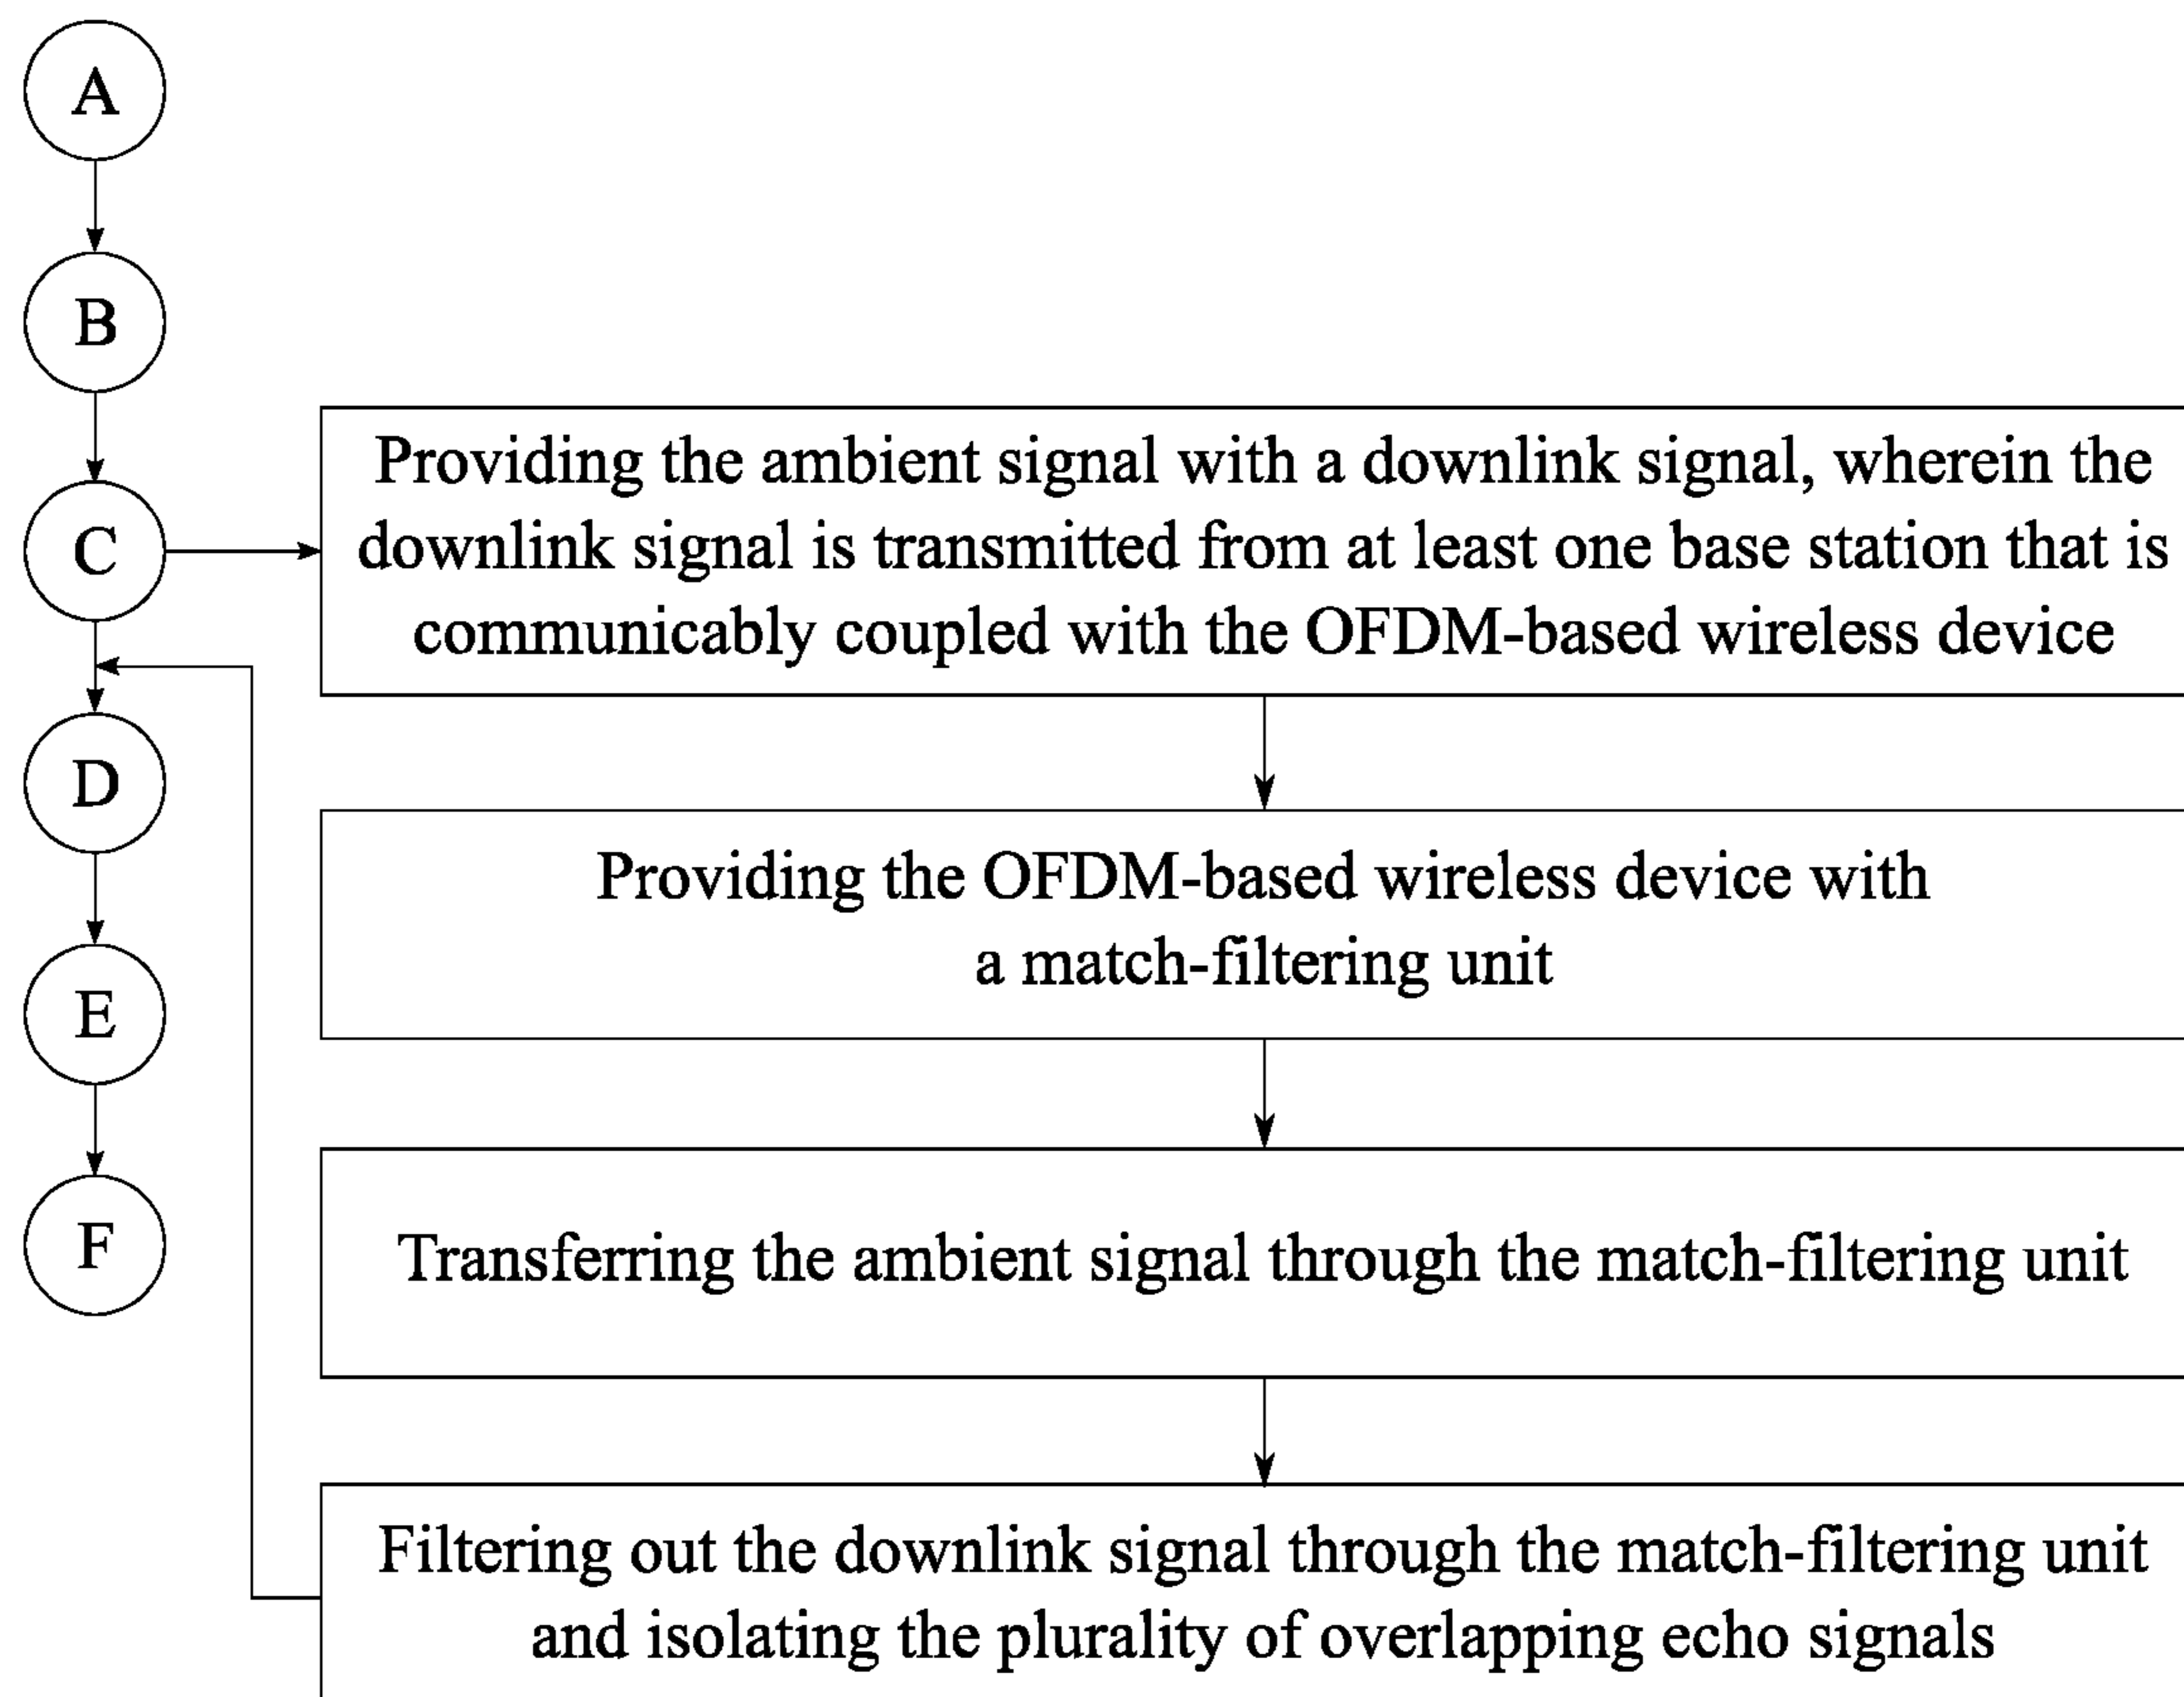 A
B
C
Providing the ambient signal with a downlink signal, wherein the
downlink signal is transmitted from at least one base station that is
communicably coupled with the OFDM-based wireless device
D
Providing the OFDM-based wireless device with
a match-filtering unit
E
F
Transferring the ambient signal through the match-filtering unit
Filtering out the downlink signal through the match-filtering unit
and isolating the plurality of overlapping echo signals